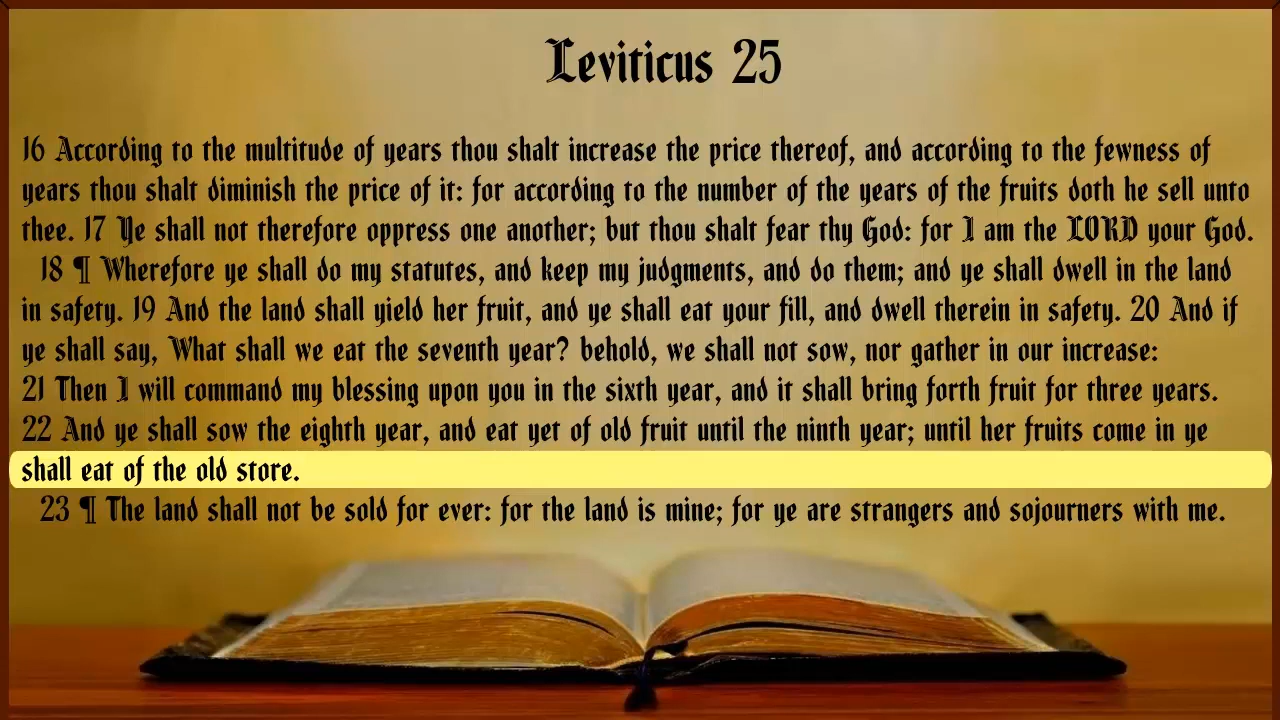 Leviticus 25
16 According to the multitude of years thou shalt increase the price thereof, and according to the fewness of
years thou shalt diminish the price of it: for according to the number of the years of the fruits doth he sell unto
thee. 17 Ye shall not therefore oppress one another; but thou shalt fear thy God: for I am the LORD your God.
18 ¶ Wherefore ye shall do my statutes, and keep my judgments, and do them; and ye shall dwell in the land
in safety. 19 And the land shall yield her fruit, and ye shall eat your fill, and dwell therein in safety. 20 And if
ye shall say, What shall we eat the seventh year? behold, we shall not sow, nor gather in our increase:
21 Then I will command my blessing upon you in the sixth year, and it shall bring forth fruit for three years.
22 And ye shall sow the eighth year, and eat yet of old fruit until the ninth year; until her fruits come in ye
shall eat of the old store.
23 ¶ The land shall not be sold for ever: for the land is mine; for ye are strangers and sojourners with me.